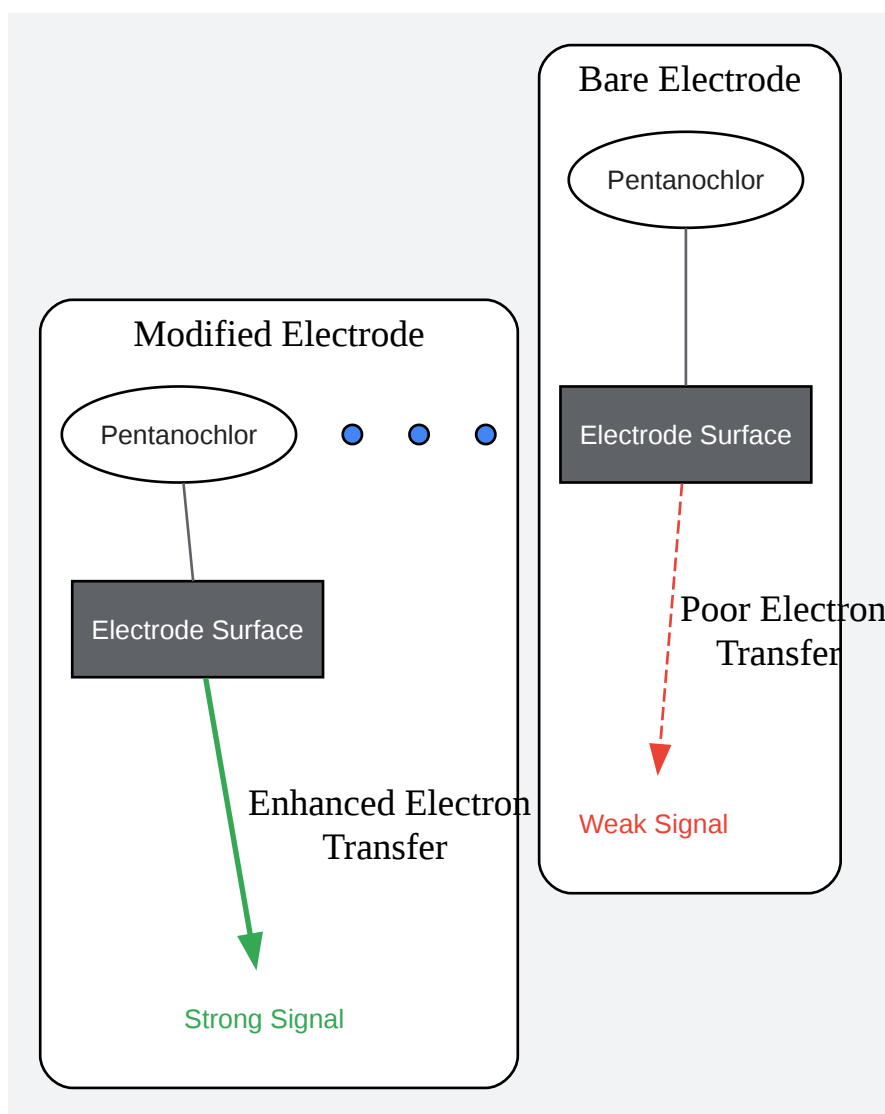 Bare Electrode
Pentanochlor
Electrode Surface
Poor Electron
Transfer
Weak Signal
Modified Electrode
Pentanochlor
Electrode Surface
Enhanced Electron
Transfer
Strong Signal